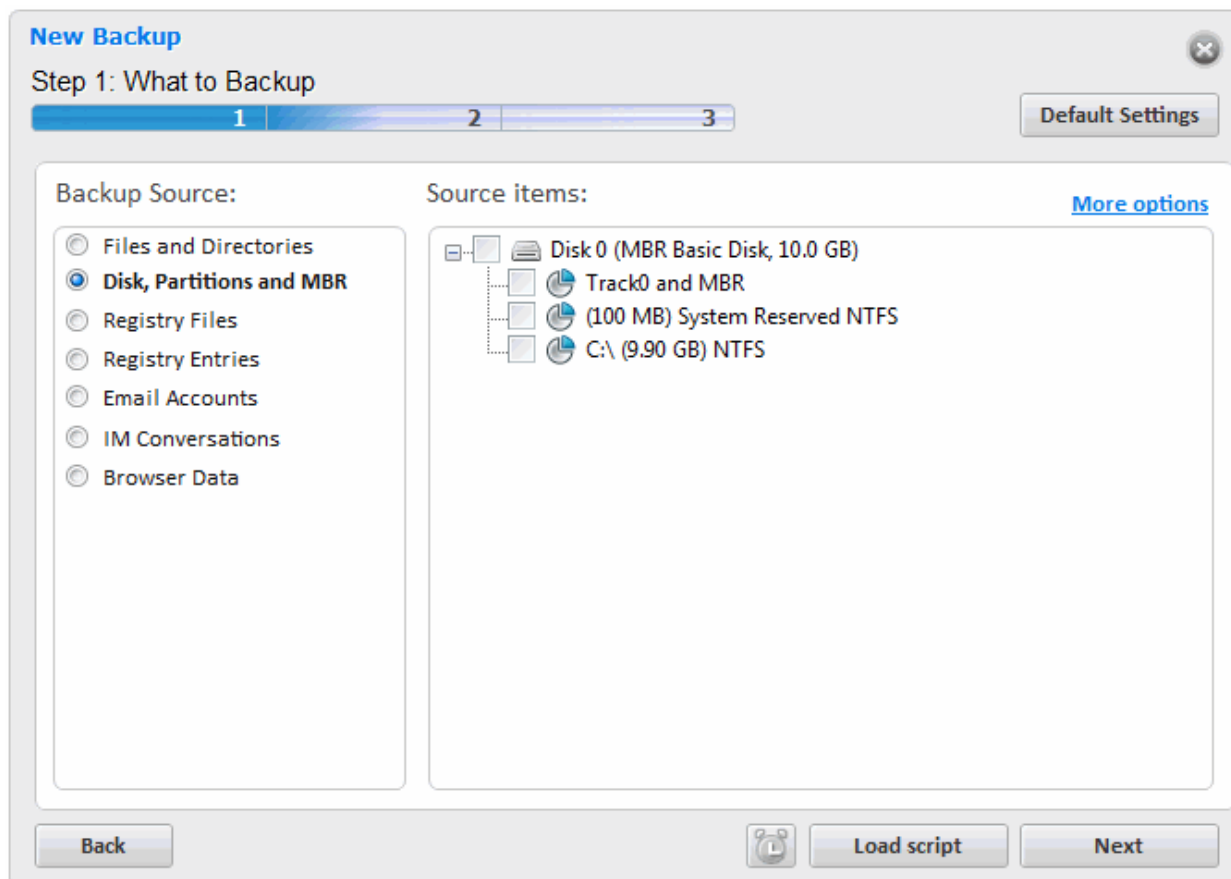 New Backup
Step 1: What to Backup
1 2 3
Default Settings
Backup Source:
Source items:
More options
Files and Directories
Disk, Partitions and MBR
Registry Files
Registry Entries
Email Accounts
IM Conversations
Browser Data
Disk 0 (MBR Basic Disk, 10.0 GB)
Track0 and MBR
(100 MB) System Reserved NTFS
C:\ (9.90 GB) NTFS
Back
Load script
Next